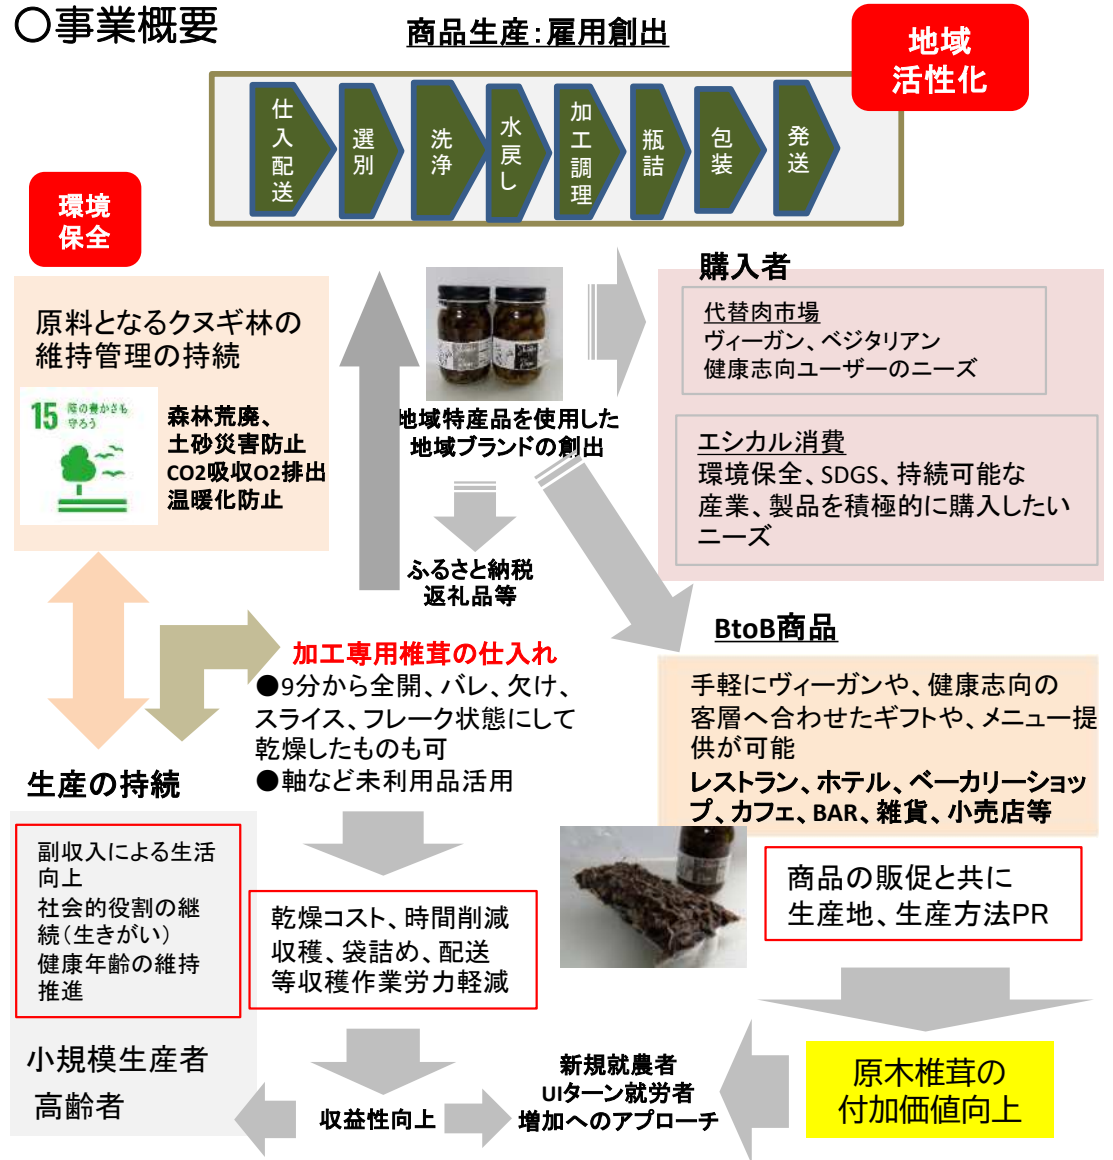 〇事業概要
商品生産：雇用創出
地域
活性化
仕入配送
選別
洗浄
水戻し
加工調理
瓶詰
包装
発送
環境
保全
原料となるクヌギ林の
維持管理の持続
15 陸の豊かさも
守ろう
森林荒廃、
土砂災害防止
CO2吸収O2排出
温暖化防止
地域特産品を使用した
地域ブランドの創出
ふるさと納税
返礼品等
購入者
代替肉市場
ヴィーガン、ベジタリアン
健康志向ユーザーのニーズ
エシカル消費
環境保全、SDGS、持続可能な
産業、製品を積極的に購入したい
ニーズ
BtoB商品
手軽にヴィーガンや、健康志向の
客層へ合わせたギフトや、メニュー提
供が可能
レストラン、ホテル、ベーカリーショッ
プ、カフェ、BAR、雑貨、小売店等
加工専用椎茸の仕入れ
●9分から全開、バレ、欠け、
スライス、フレーク状態にして
乾燥したものも可
●軸など未利用品活用
生産の持続
副収入による生活
向上
社会的役割の継
続（生きがい）
健康年齢の維持
推進
小規模生産者
高齢者
乾燥コスト、時間削減
収穫、袋詰め、配送
等収穫作業労力軽減
収益性向上
商品の販促と共に
生産地、生産方法PR
新規就農者
UIターン就労者
増加へのアプローチ
原木椎茸の
付加価値向上